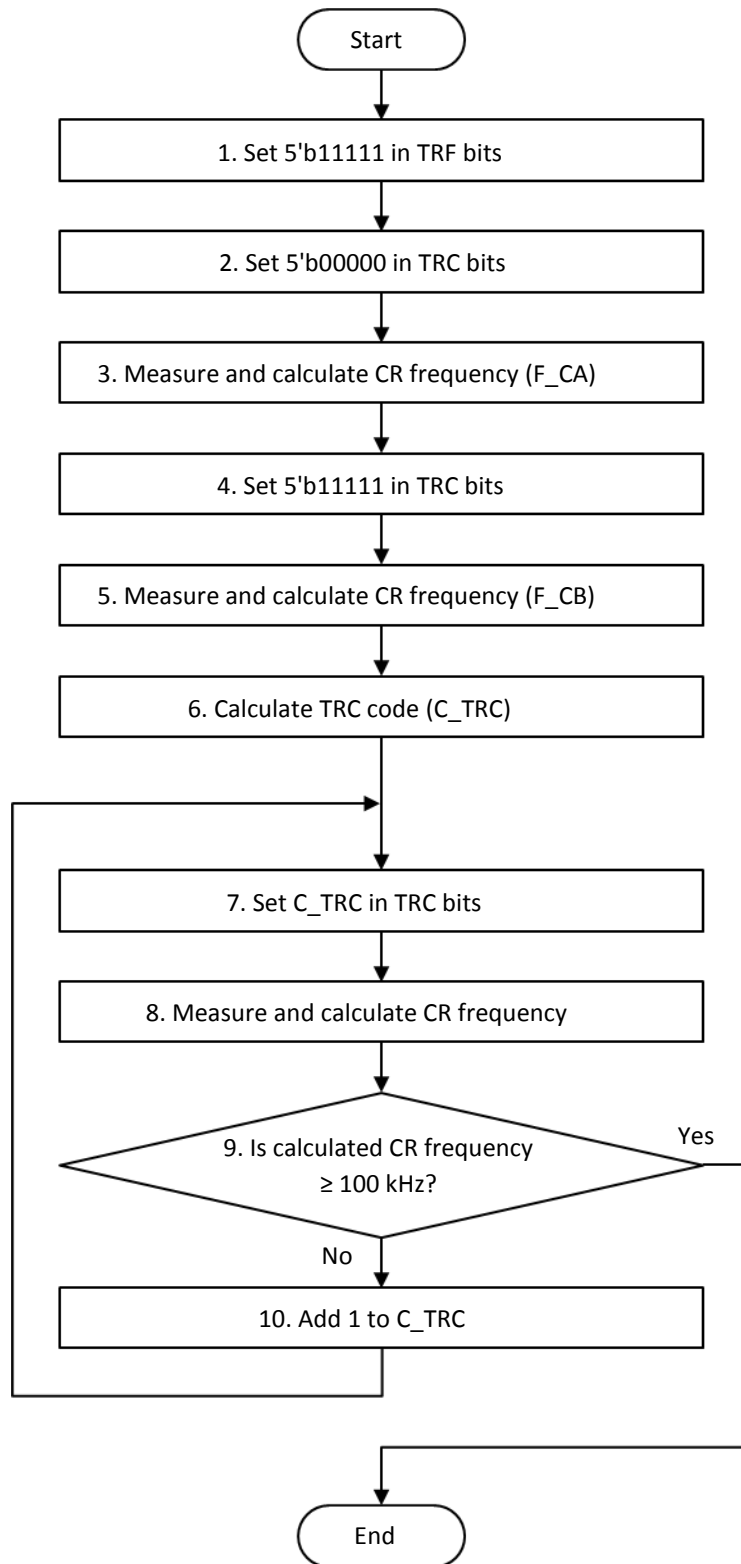 Start
1. Set 5'b11111 in TRF bits
2. Set 5'b00000 in TRC bits
3. Measure and calculate CR frequency (F_CA)
4. Set 5'b11111 in TRC bits
5. Measure and calculate CR frequency (F_CB)
6. Calculate TRC code (C_TRC)
7. Set C_TRC in TRC bits
8. Measure and calculate CR frequency
9. Is calculated CR frequency
≥ 100 kHz?
Yes
No
10. Add 1 to C_TRC
End